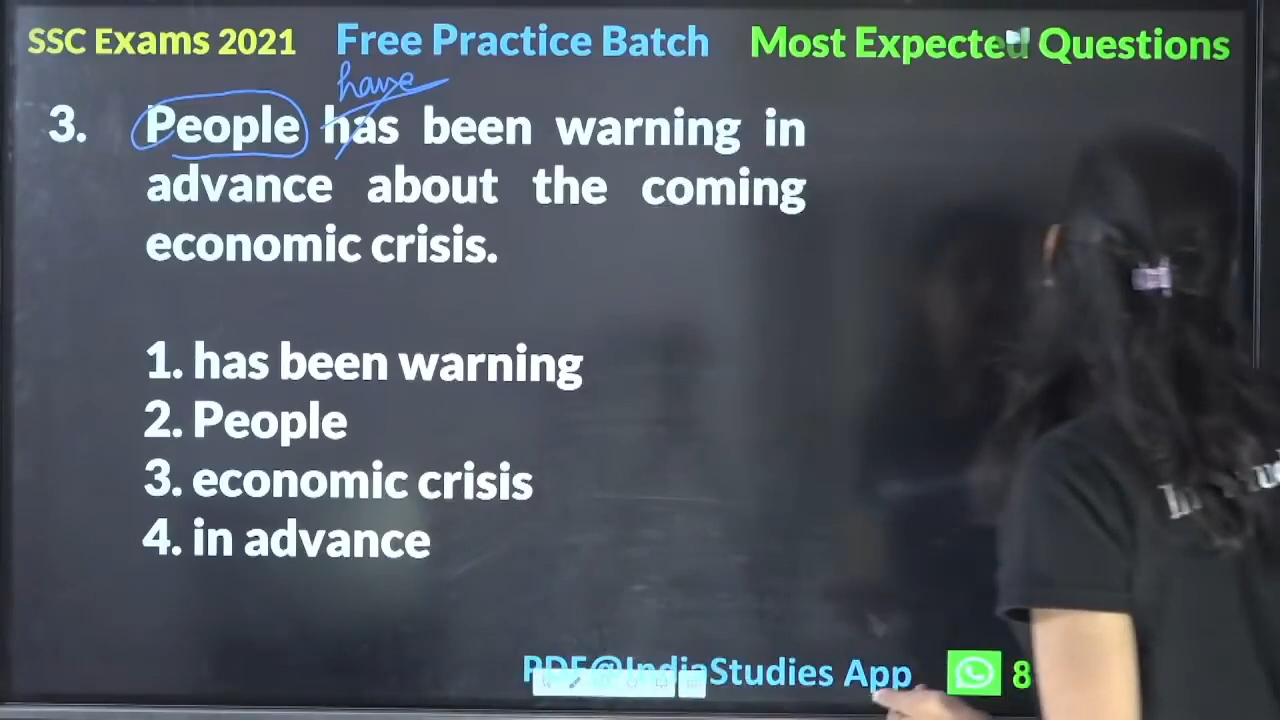 SSC Exams 2021 Free Practice Batch Most Expected Questions
have
3. People has been warning in
advance about the coming
economic crisis.
1. has been warning
2. People
3. economic crisis
4. in advance
PDF@IndiaStudies App 8